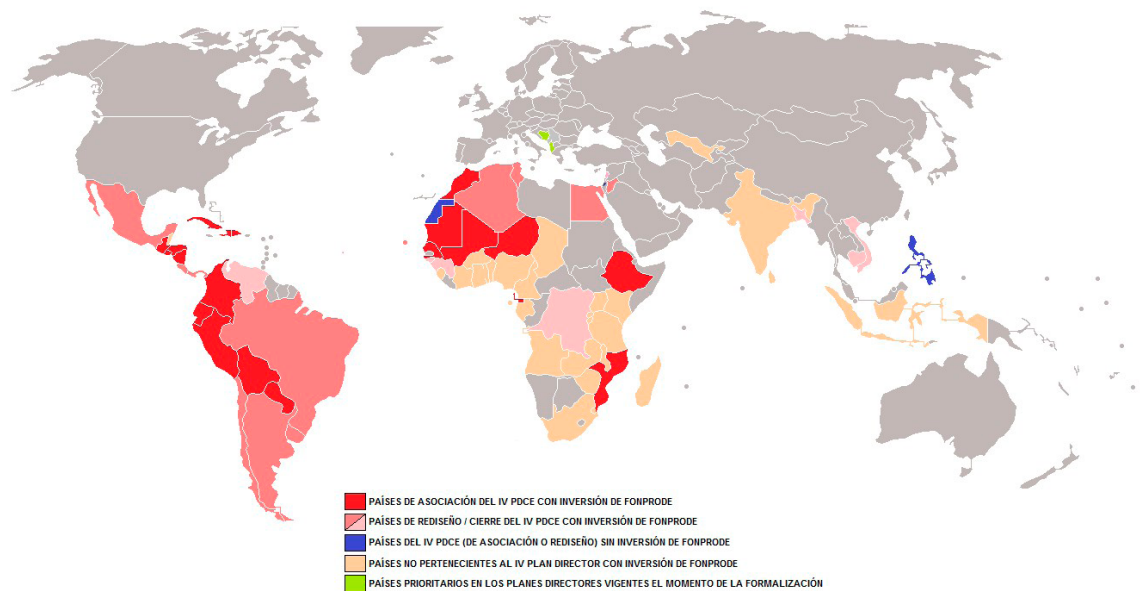 PAÍSES DE ASOCIACIÓN DEL IV PDCE CON INVERSIÓN DE FONPRODE
PAÍSES DE REDISEÑO / CIERRE DEL IV PDCE CON INVERSIÓN DE FONPRODE
PAÍSES DEL IV PDCE (DE ASOCIACIÓN O REDISEÑO) SIN INVERSIÓN DE FONPRODE
PAÍSES NO PERTENECIENTES AL IV PLAN DIRECTOR CON INVERSIÓN DE FONPRODE
PAÍSES PRIORITARIOS EN LOS PLANES DIRECTORES VIGENTES EL MOMENTO DE LA FORMALIZACIÓN